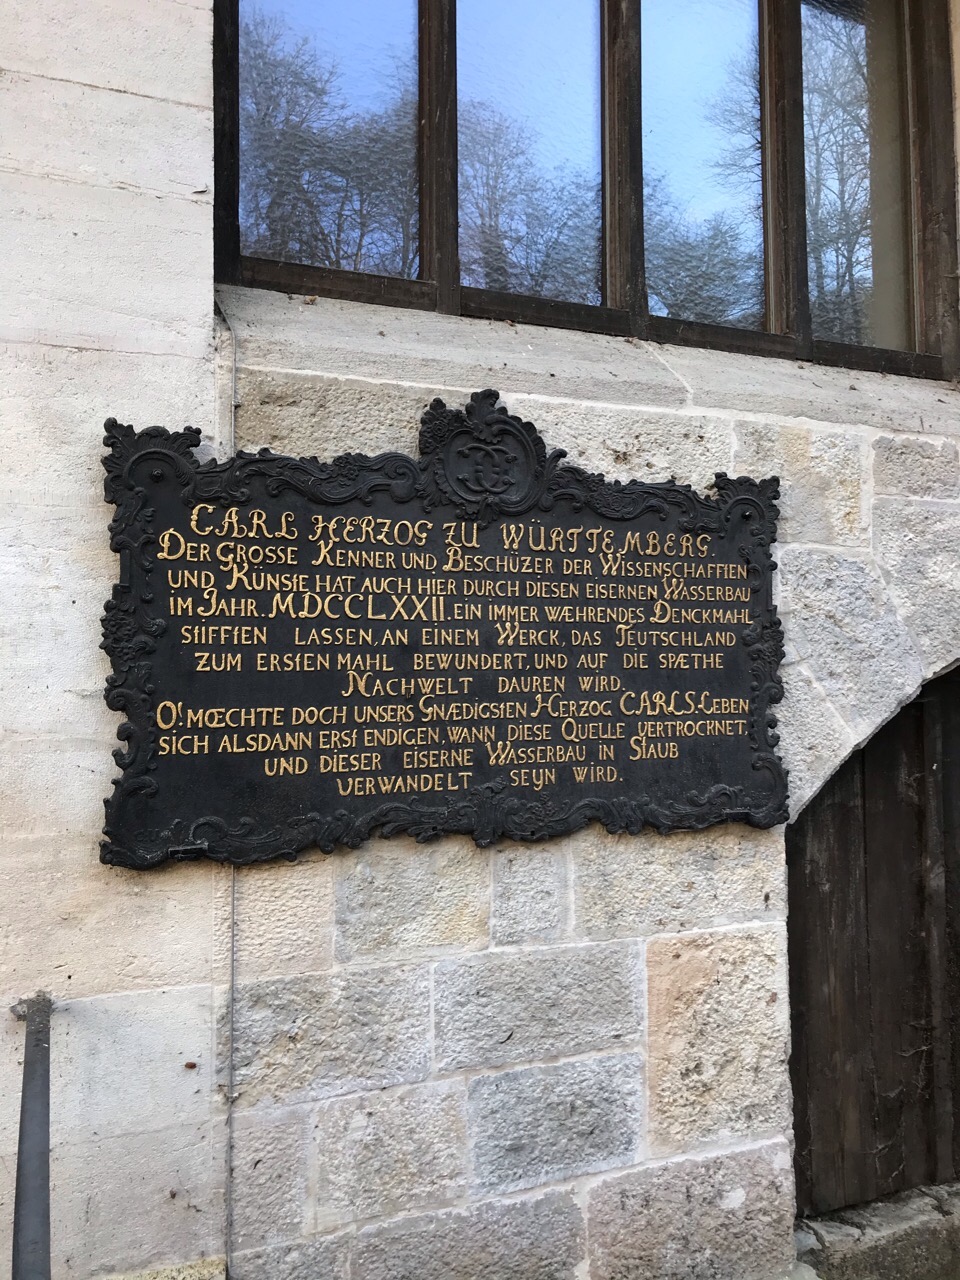 CARL HERZOG ZU WÜRTTEMBERG.
DER GROSSE KENNER UND BESCHÜZER DER WISSENSCHAFFTEN
UND KÜNSTE HAT AUCH HIER DURCH DIESEN EISERNEN WASSERBAU
IM JAHR. MDCCLXXII. EIN IMMER WÆHRENDES DENCKMAHL
STIFFTEN LASSEN, AN EINEM WERCK, DAS TEUTSCHLAND
ZUM ERSTEN MAHL BEWUNDERT, UND AUF DIE SPÆTHE
NACHWELT DAUREN WIRD.
O! MŒCHTE DOCH UNSERS GNÆDIGSTEN HERZOG CARLS. LEBEN
SICH ALSDANN ERST ENDIGEN, WANN DIESE QUELLE VERTROCKNET,
UND DIESER EISERNE WASSERBAU IN STAUB
VERWANDELT SEYN WIRD.